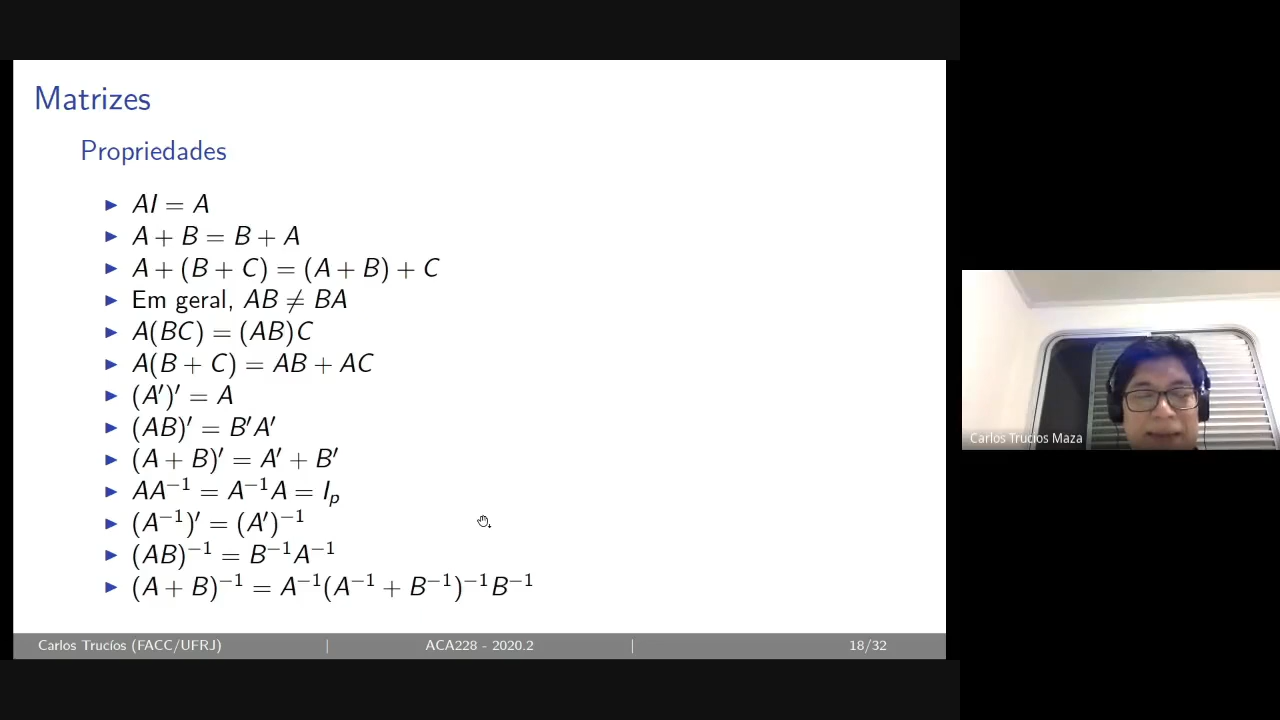 Matrizes
Propriedades
▶ AI = A
▶ A + B = B + A
▶ A + (B + C) = (A + B) + C
▶ Em geral, AB ≠ BA
▶ A(BC) = (AB)C
▶ A(B + C) = AB + AC
▶ (A′)′ = A
▶ (AB)′ = B′A′
▶ (A + B)′ = A′ + B′
▶ AA⁻¹ = A⁻¹A = Iₚ
▶ (A⁻¹)′ = (A′)⁻¹
▶ (AB)⁻¹ = B⁻¹A⁻¹
▶ (A + B)⁻¹ = A⁻¹(A⁻¹ + B⁻¹)⁻¹B⁻¹
Carlos Trucíos (FACC/UFRJ) | ACA228 - 2020.2 | 18/32
Carlos Trucios Maza